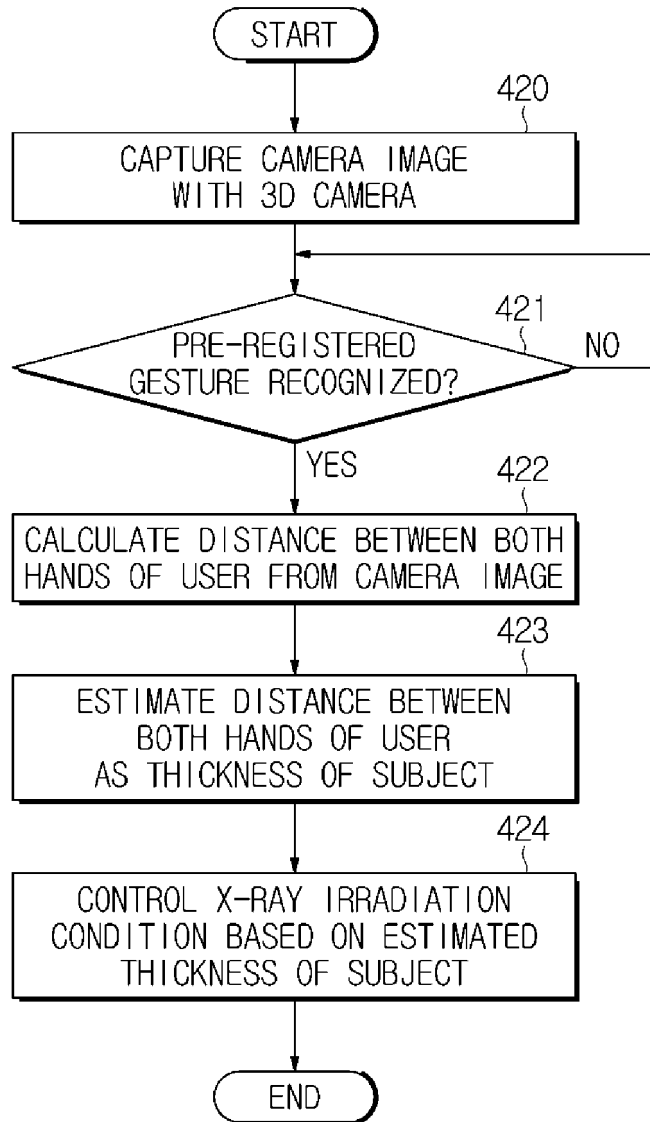 START
420
CAPTURE CAMERA IMAGE
WITH 3D CAMERA
421
PRE-REGISTERED
GESTURE RECOGNIZED?
NO
YES
422
CALCULATE DISTANCE BETWEEN BOTH
HANDS OF USER FROM CAMERA IMAGE
423
ESTIMATE DISTANCE BETWEEN
BOTH HANDS OF USER
AS THICKNESS OF SUBJECT
424
CONTROL X-RAY IRRADIATION
CONDITION BASED ON ESTIMATED
THICKNESS OF SUBJECT
END